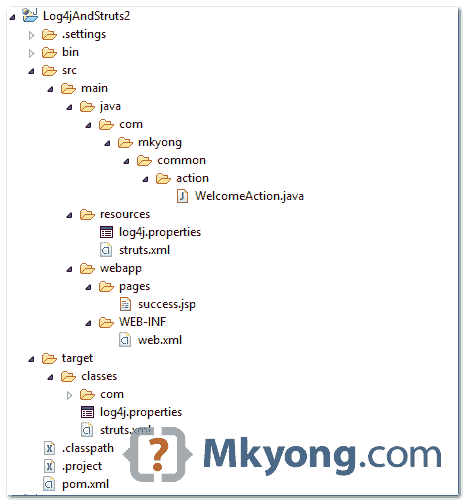 Log4jAndStruts2
.settings
bin
src
main
java
com
mkyong
common
action
WelcomeAction.java
resources
log4j.properties
struts.xml
webapp
pages
success.jsp
WEB-INF
web.xml
target
classes
com
log4j.properties
struts.xml
.classpath
.project
pom.xml
{?} Mkyong.com